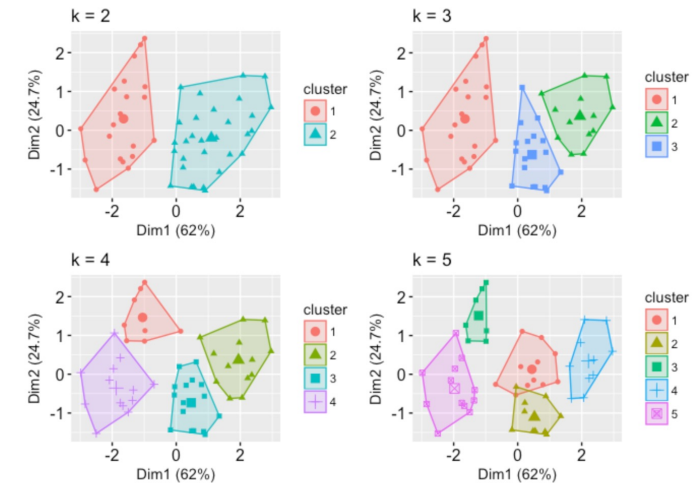 k = 2
2
1
0
-1
Dim2 (24.7%)
-2
0
2
Dim1 (62%)
cluster
1
2
k = 3
2
1
0
-1
Dim2 (24.7%)
-2
0
2
Dim1 (62%)
cluster
1
2
3
k = 4
2
1
0
-1
Dim2 (24.7%)
-2
0
2
Dim1 (62%)
cluster
1
2
3
4
k = 5
2
1
0
-1
Dim2 (24.7%)
-2
0
2
Dim1 (62%)
cluster
1
2
3
4
5